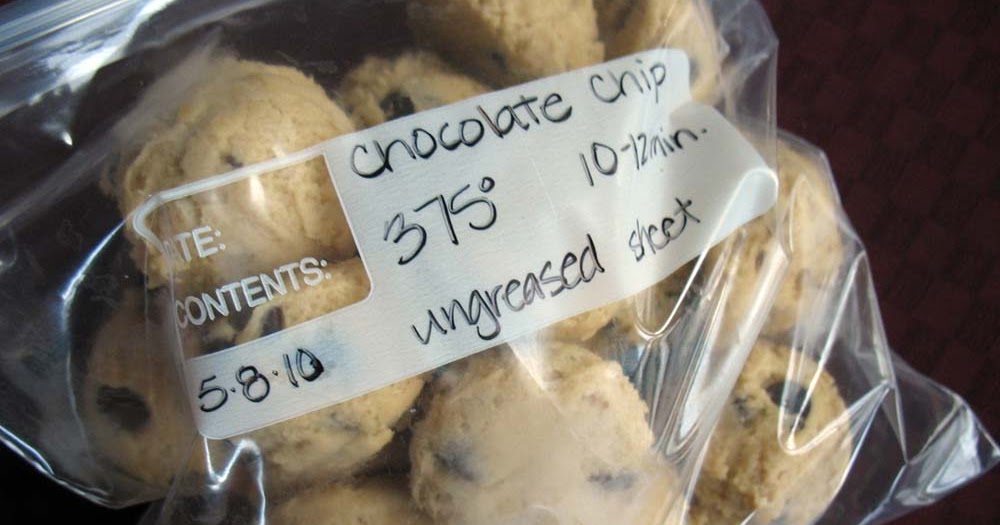 chocolate chip
375° 10-12min.
ungreased sheet
ATE:
CONTENTS:
5.8.10